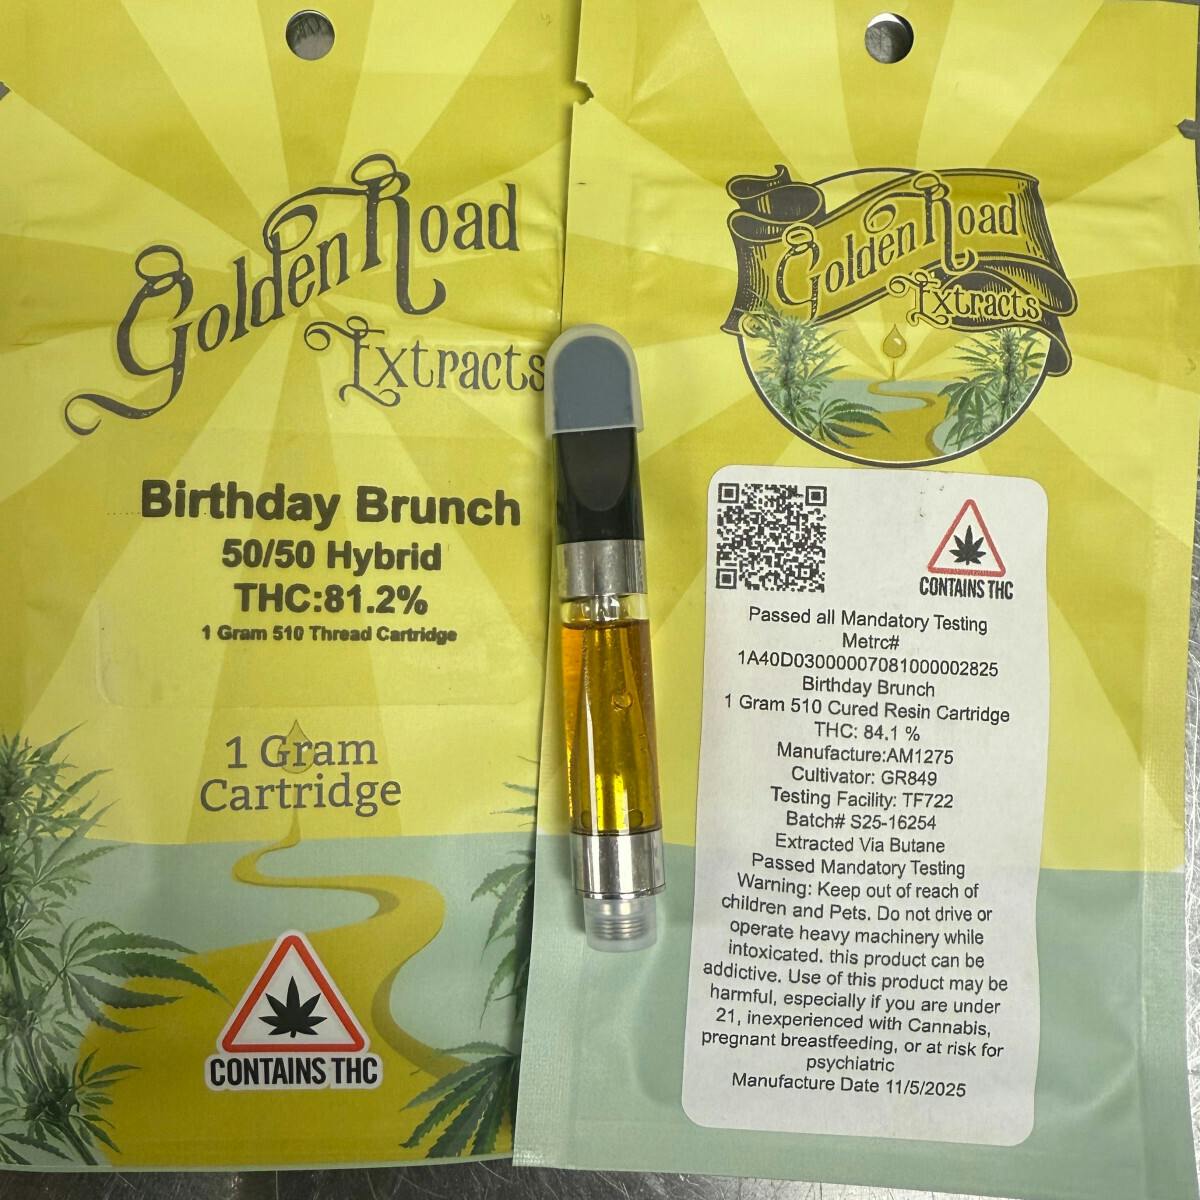 Golden Road
Extracts
Birthday Brunch
50/50 Hybrid
THC:81.2%
1 Gram 510 Thread Cartridge
1 Gram
Cartridge
CONTAINS THC
Golden Road
Extracts
CONTAINS THC
Passed all Mandatory Testing
Metrc#
1A40D03000007081000002825
Birthday Brunch
1 Gram 510 Cured Resin Cartridge
THC: 84.1 %
Manufacture:AM1275
Cultivator: GR849
Testing Facility: TF722
Batch# S25-16254
Extracted Via Butane
Passed Mandatory Testing
Warning: Keep out of reach of
children and Pets. Do not drive or
operate heavy machinery while
intoxicated. this product can be
addictive. Use of this product may be
harmful, especially if you are under
21, inexperienced with Cannabis,
pregnant breastfeeding, or at risk for
psychiatric
Manufacture Date 11/5/2025